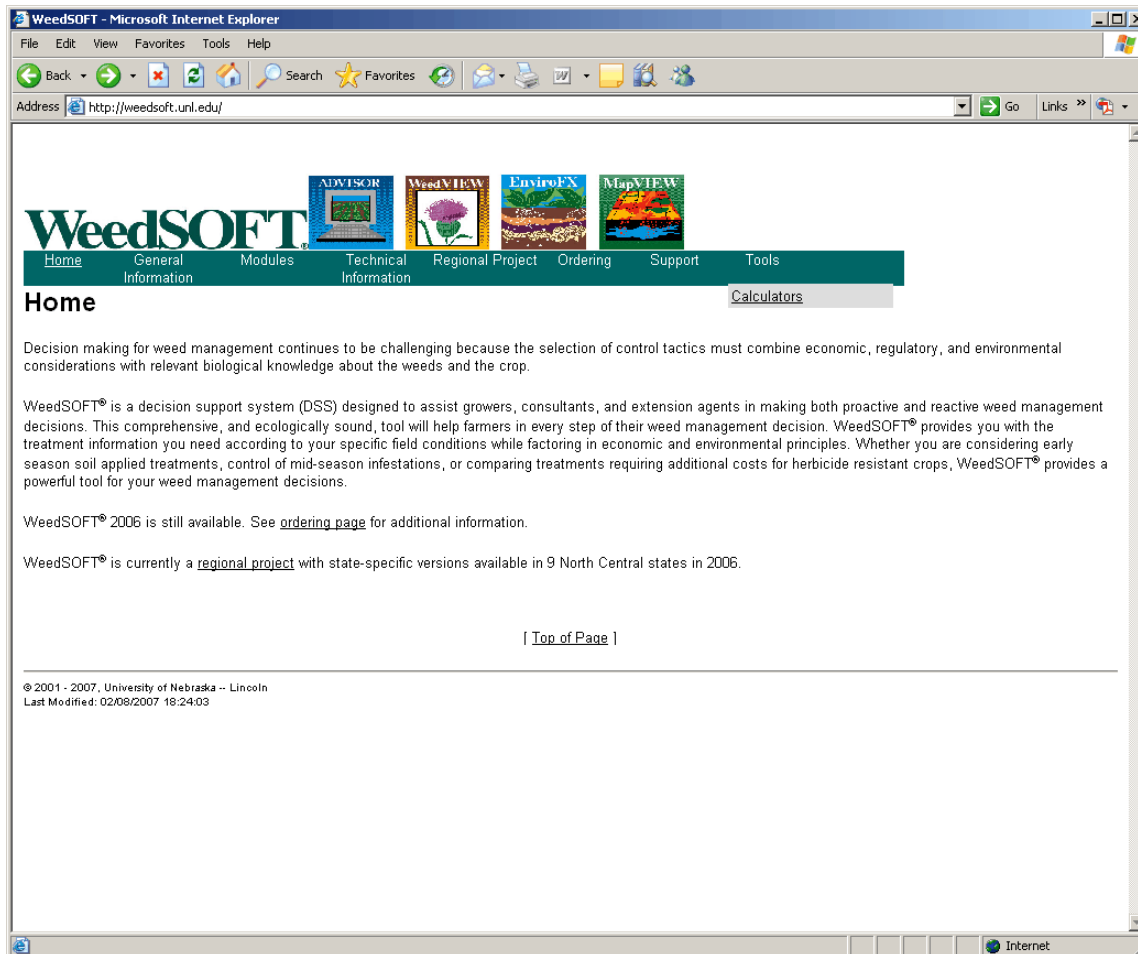 WeedSOFT - Microsoft Internet Explorer
File Edit View Favorites Tools Help
Back Search Favorites
Address http://weedsoft.unl.edu/ Go Links »
ADVISOR WeedVIEW EnviroFX MapVIEW
WeedSOFT®
Home General Information Modules Technical Information Regional Project Ordering Support Tools
Calculators
Home
Decision making for weed management continues to be challenging because the selection of control tactics must combine economic, regulatory, and environmental
considerations with relevant biological knowledge about the weeds and the crop.
WeedSOFT® is a decision support system (DSS) designed to assist growers, consultants, and extension agents in making both proactive and reactive weed management
decisions. This comprehensive, and ecologically sound, tool will help farmers in every step of their weed management decision. WeedSOFT® provides you with the
treatment information you need according to your specific field conditions while factoring in economic and environmental principles. Whether you are considering early
season soil applied treatments, control of mid-season infestations, or comparing treatments requiring additional costs for herbicide resistant crops, WeedSOFT® provides a
powerful tool for your weed management decisions.
WeedSOFT® 2006 is still available. See ordering page for additional information.
WeedSOFT® is currently a regional project with state-specific versions available in 9 North Central states in 2006.
[ Top of Page ]
© 2001 - 2007, University of Nebraska -- Lincoln
Last Modified: 02/08/2007 18:24:03
Internet